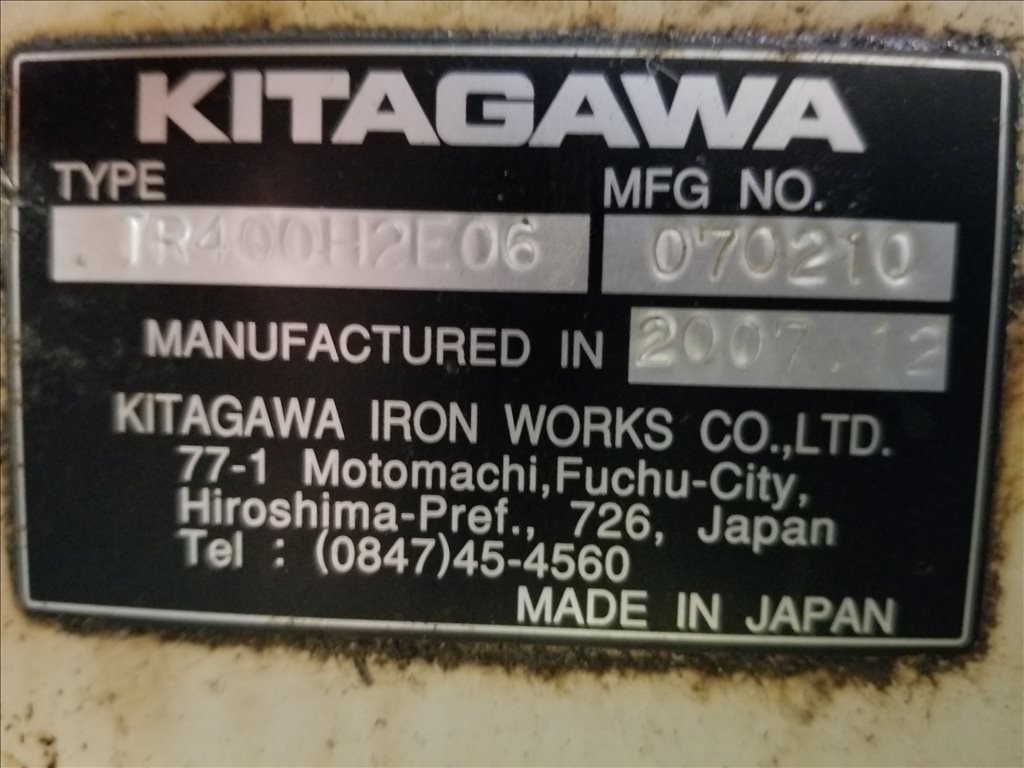 KITAGAWA
TYPE MFG NO.
TR400H2E06 070210
MANUFACTURED IN 2007.12
KITAGAWA IRON WORKS CO.,LTD.
77-1 Motomachi,Fuchu-City,
Hiroshima-Pref., 726, Japan
Tel : (0847)45-4560
MADE IN JAPAN